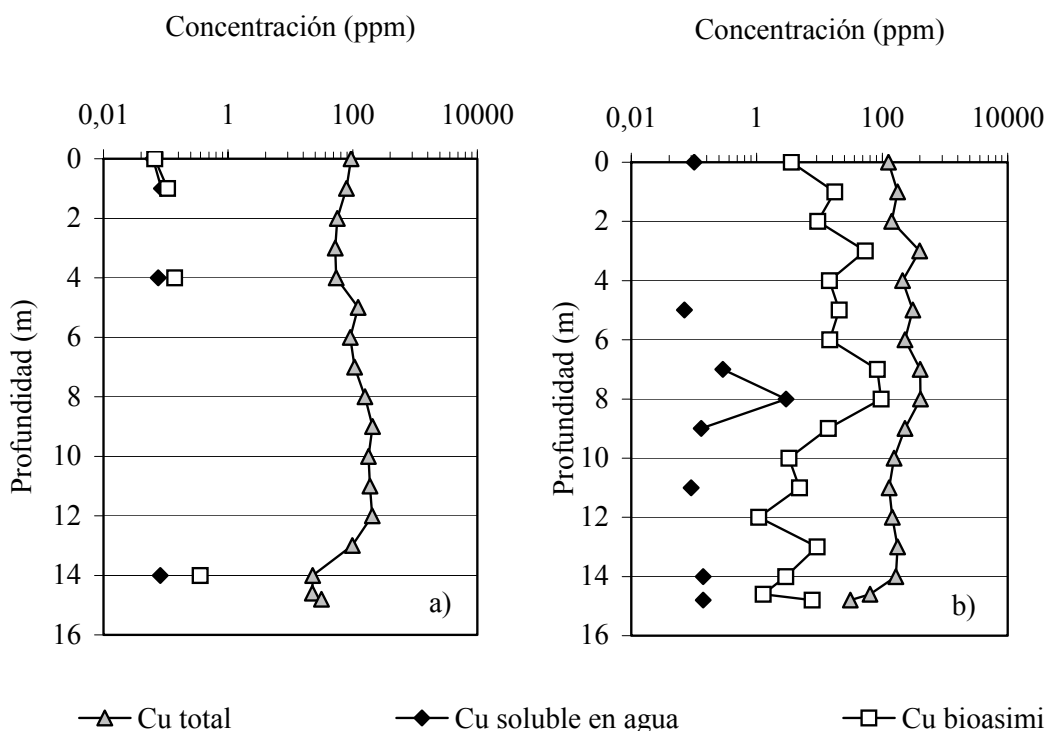 Concentración (ppm)
0,01 1 100 10000
Profundidad (m)
0
2
4
6
8
10
12
14
16
a)
Concentración (ppm)
0,01 1 100 10000
Profundidad (m)
0
2
4
6
8
10
12
14
16
b)
Cu total
Cu soluble en agua
Cu bioasimi